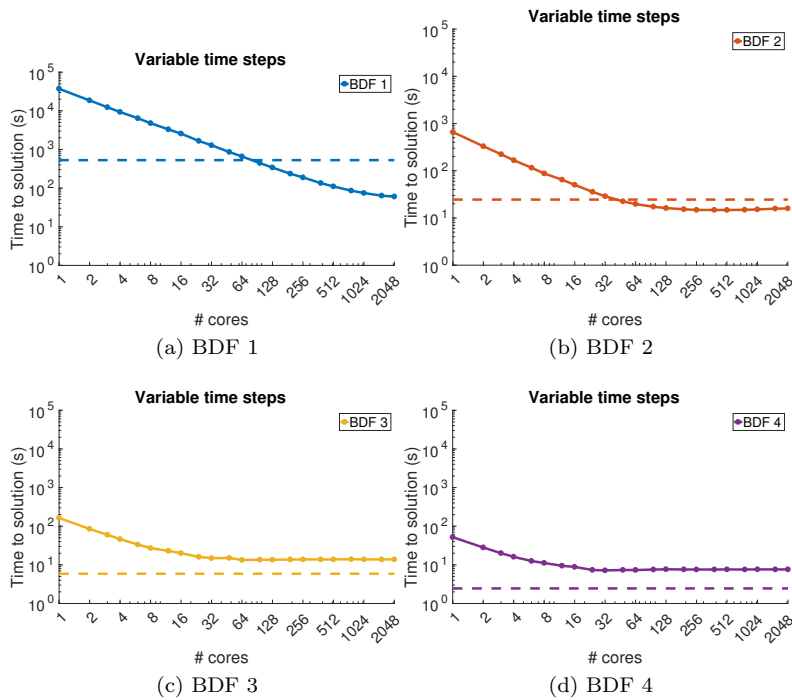 Variable time steps
BDF 1
Time to solution (s)
10^5
10^4
10^3
10^2
10^1
10^0
1 2 4 8 16 32 64 128 256 512 1024 2048
# cores
(a) BDF 1
Variable time steps
BDF 2
Time to solution (s)
10^5
10^4
10^3
10^2
10^1
10^0
1 2 4 8 16 32 64 128 256 512 1024 2048
# cores
(b) BDF 2
Variable time steps
BDF 3
Time to solution (s)
10^5
10^4
10^3
10^2
10^1
10^0
1 2 4 8 16 32 64 128 256 512 1024 2048
# cores
(c) BDF 3
Variable time steps
BDF 4
Time to solution (s)
10^5
10^4
10^3
10^2
10^1
10^0
1 2 4 8 16 32 64 128 256 512 1024 2048
# cores
(d) BDF 4